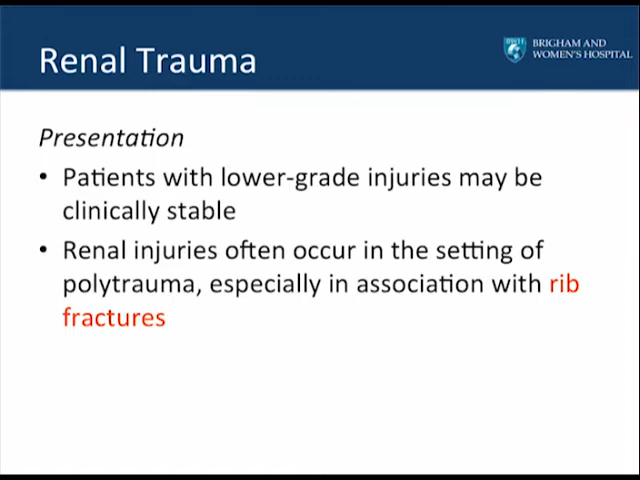 Renal Trauma
BRIGHAM AND
WOMEN'S HOSPITAL
Presentation
• Patients with lower-grade injuries may be
clinically stable
• Renal injuries often occur in the setting of
polytrauma, especially in association with rib
fractures